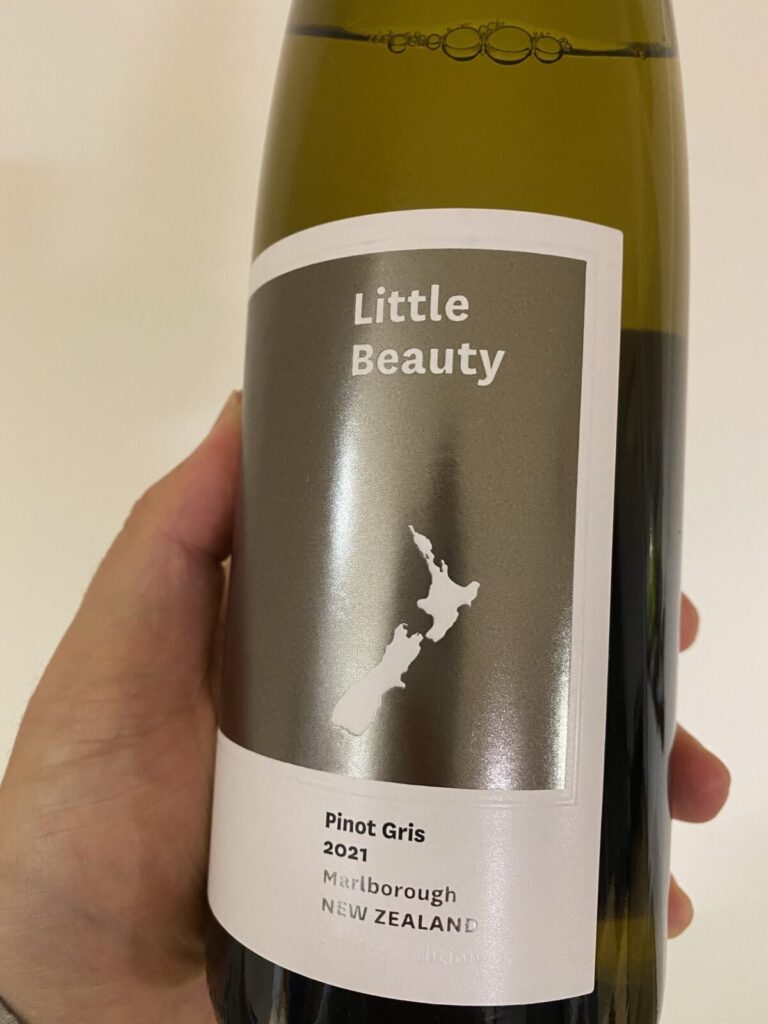 Little
Beauty
Pinot Gris
2021
Marlborough
NEW ZEALAND